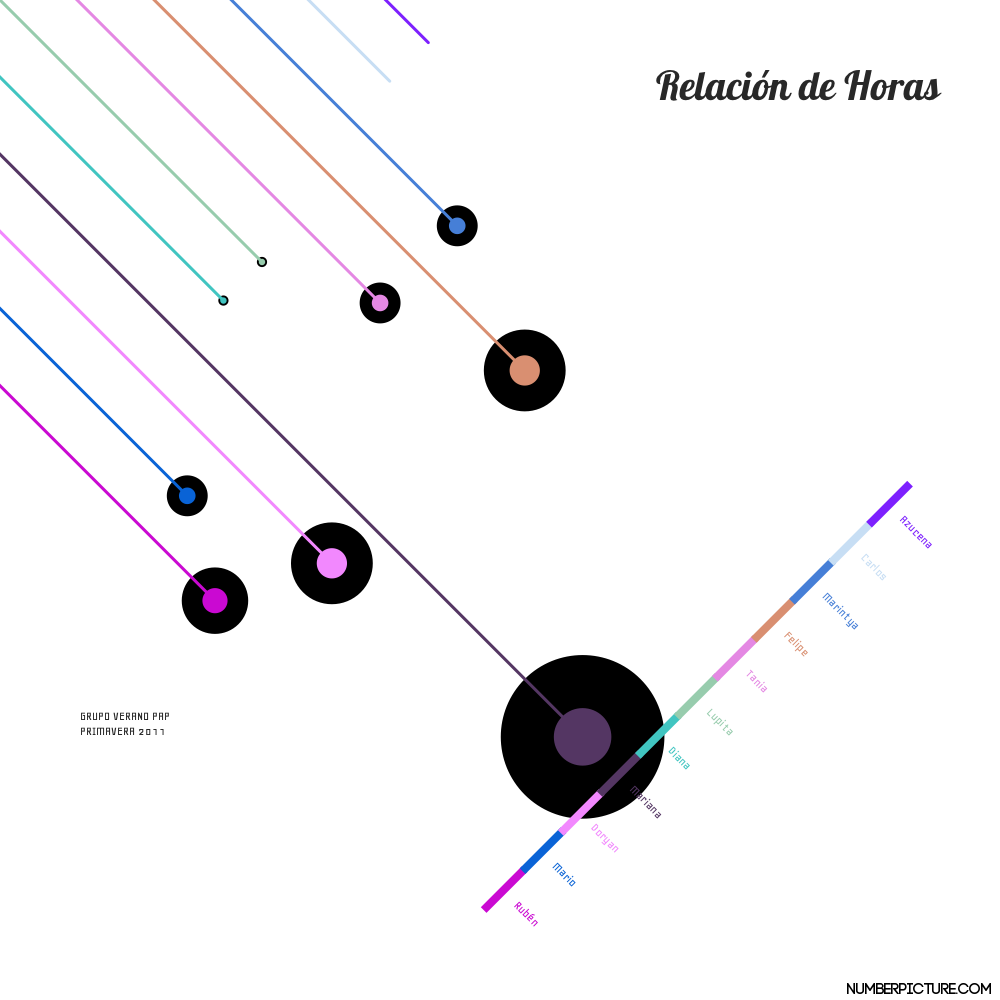 Relación de Horas
Azucena
Carlos
Marintya
Felipe
Tania
Lupita
Diana
Mariana
Doryan
Mario
Rubén
GRUPO VERANO PAP
PRIMAVERA 2011
NUMBERPICTURE.COM